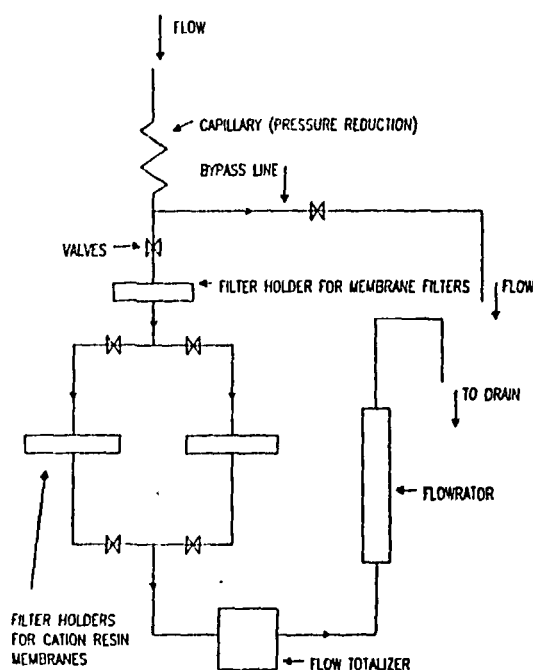 FLOW
CAPILLARY (PRESSURE REDUCTION)
BYPASS LINE
VALVES
FILTER HOLDER FOR MEMBRANE FILTERS
FLOW
TO DRAIN
FLOWRATOR
FILTER HOLDERS
FOR CATION RESIN
MEMBRANES
FLOW TOTALIZER